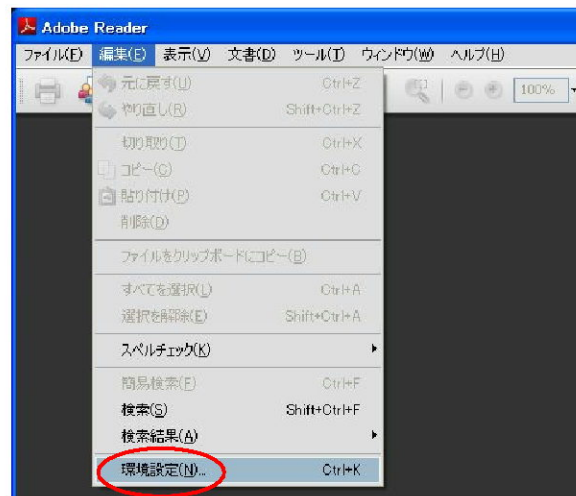 Adobe Reader
ファイル(F) 編集(E) 表示(V) 文書(D) ツール(T) ウィンドウ(W) ヘルプ(H)
100%
元に戻す(U) Ctrl+Z
やり直し(R) Shift+Ctrl+Z
切り取り(T) Ctrl+X
コピー(C) Ctrl+C
貼り付け(P) Ctrl+V
削除(D)
ファイルをクリップボードにコピー(B)
すべてを選択(L) Ctrl+A
選択を解除(E) Shift+Ctrl+A
スペルチェック(K)
簡易検索(F) Ctrl+F
検索(S) Shift+Ctrl+F
検索結果(A)
環境設定(N)... Ctrl+K